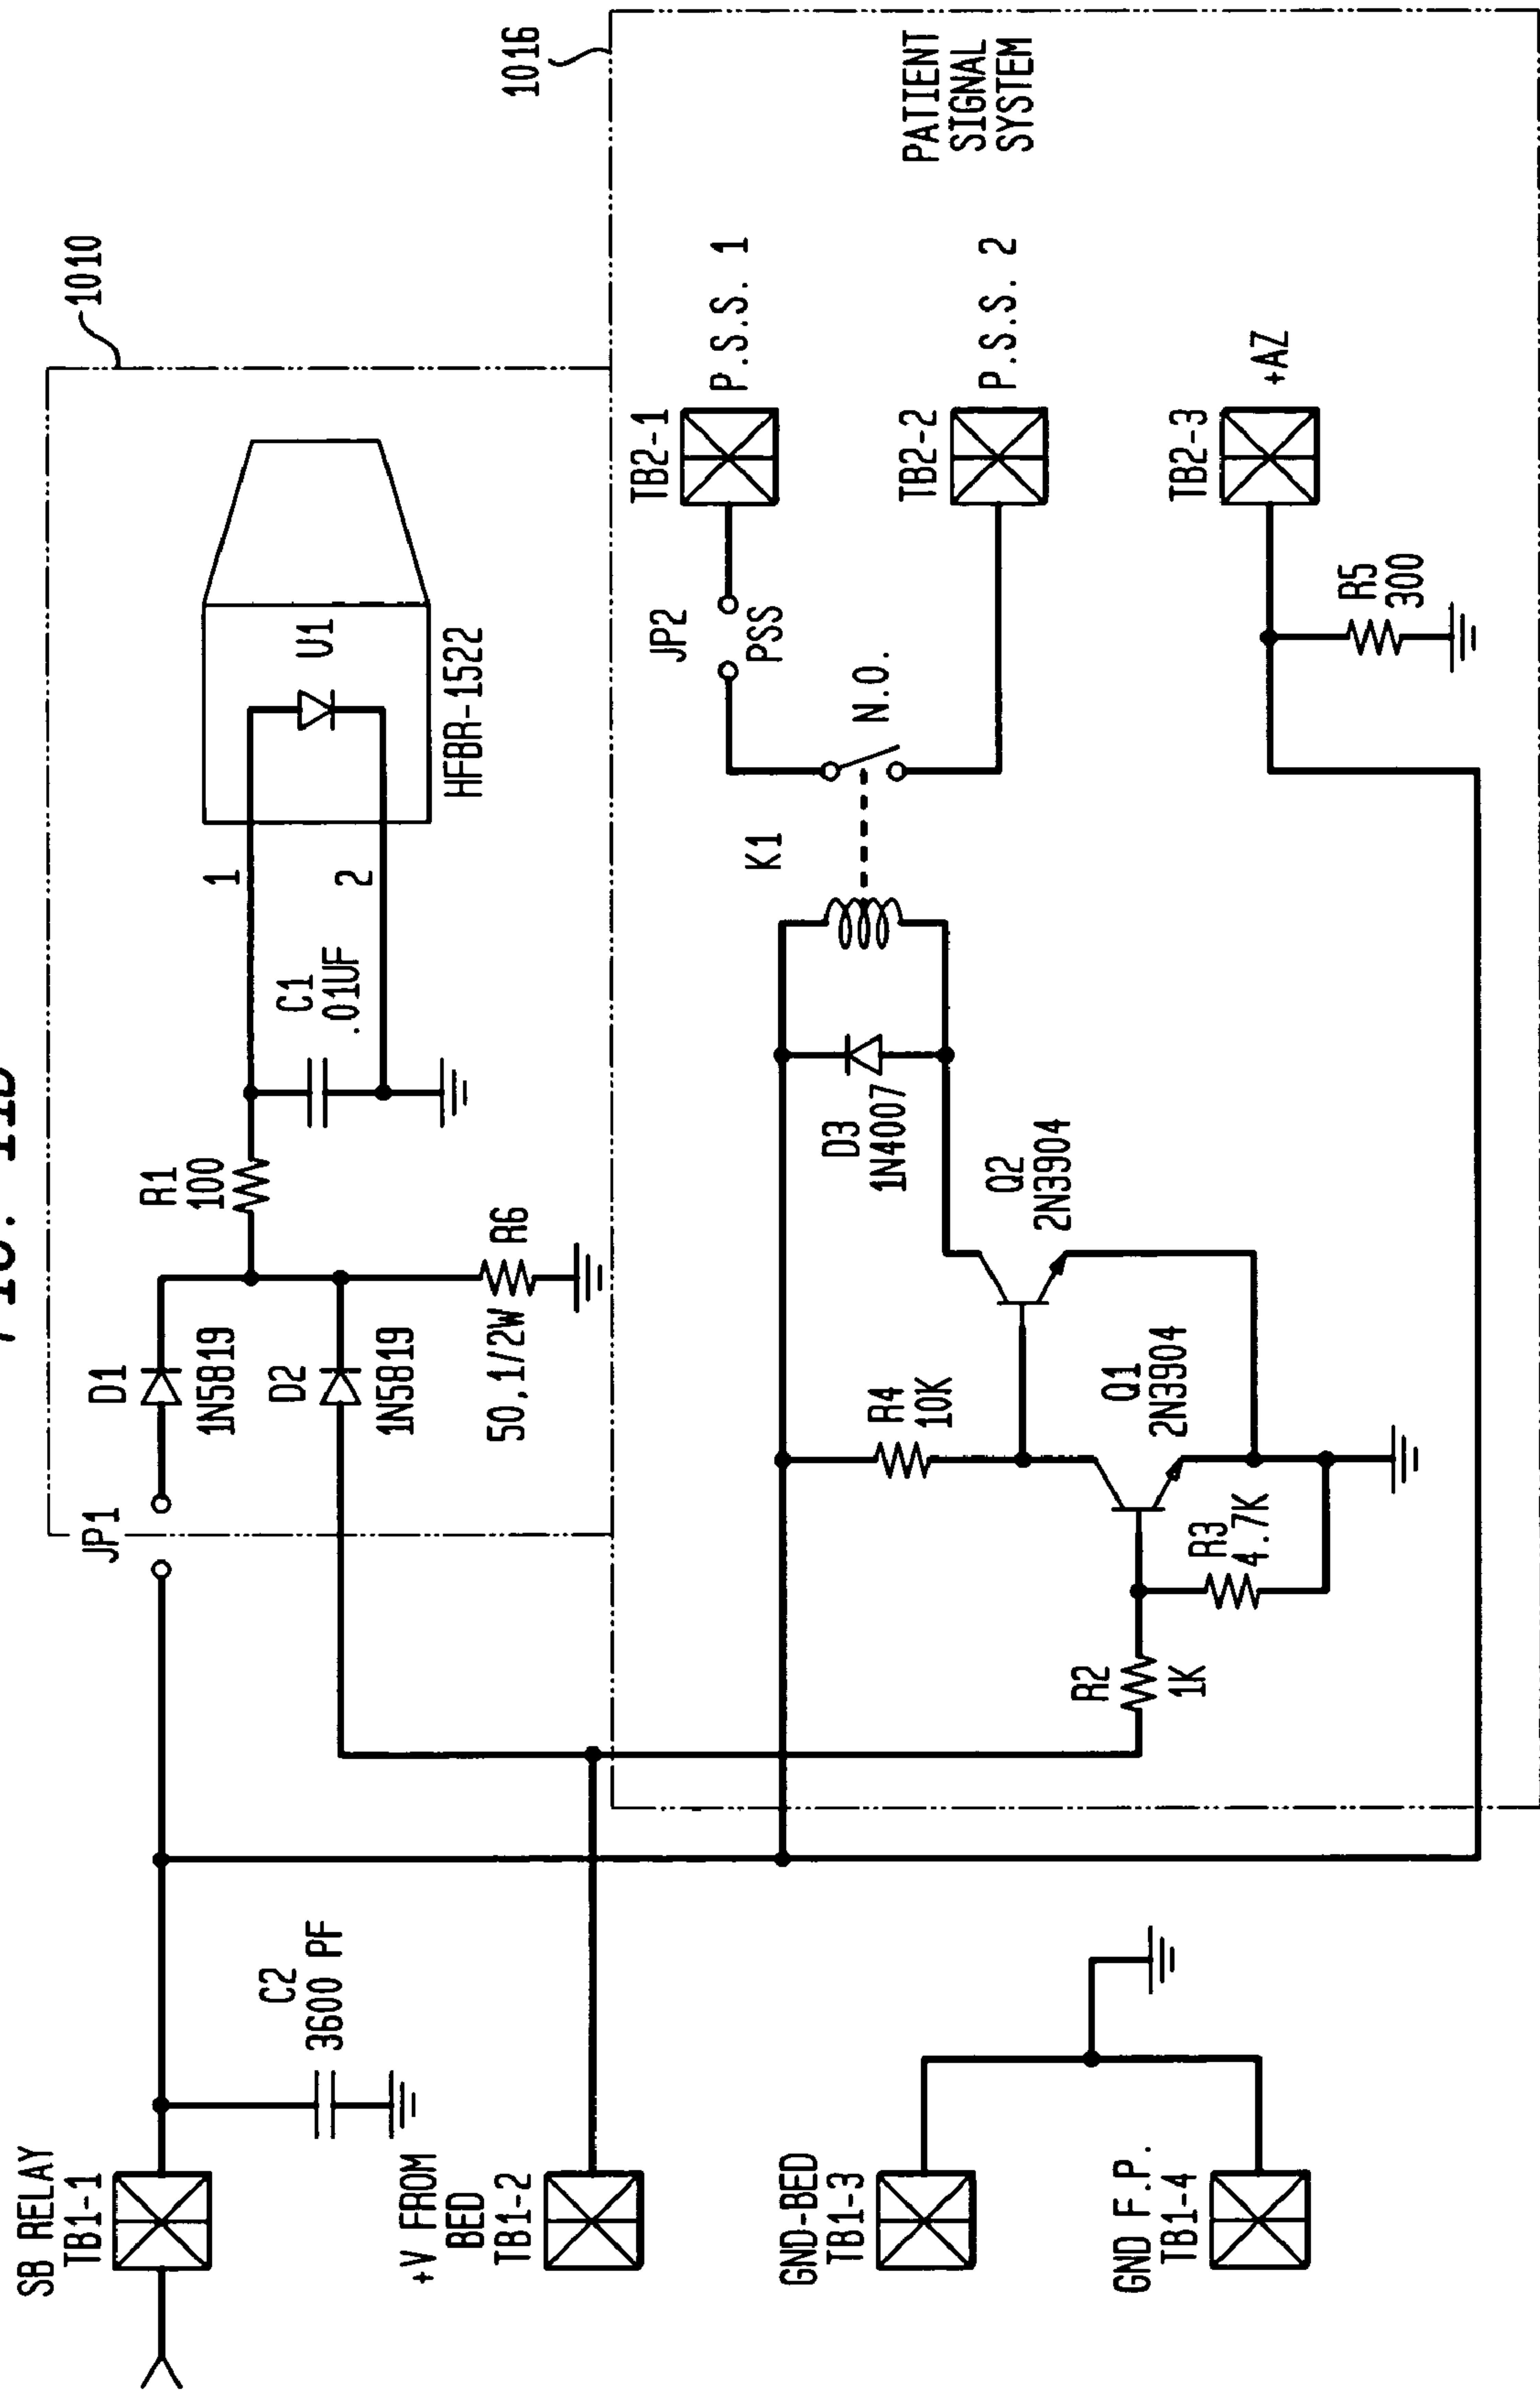 1010
1016
SB RELAY
TB1-1
C2
3600 PF
JP1
D1
1N5819
D2
1N5819
R1
100
50,1/2W
R6
C1
.01UF
1
2
U1
HFBR-1522
+V FROM
BED
TB1-2
GND-BED
TB1-3
GND F.P.
TB1-4
R2
1K
R3
4.7K
R4
10K
Q1
2N3904
Q2
2N3904
D3
1N4007
K1
N.O.
JP2
PSS
TB2-1
P.S.S. 1
TB2-2
P.S.S. 2
TB2-3
+AZ
R5
300
PATIENT
SIGNAL
SYSTEM